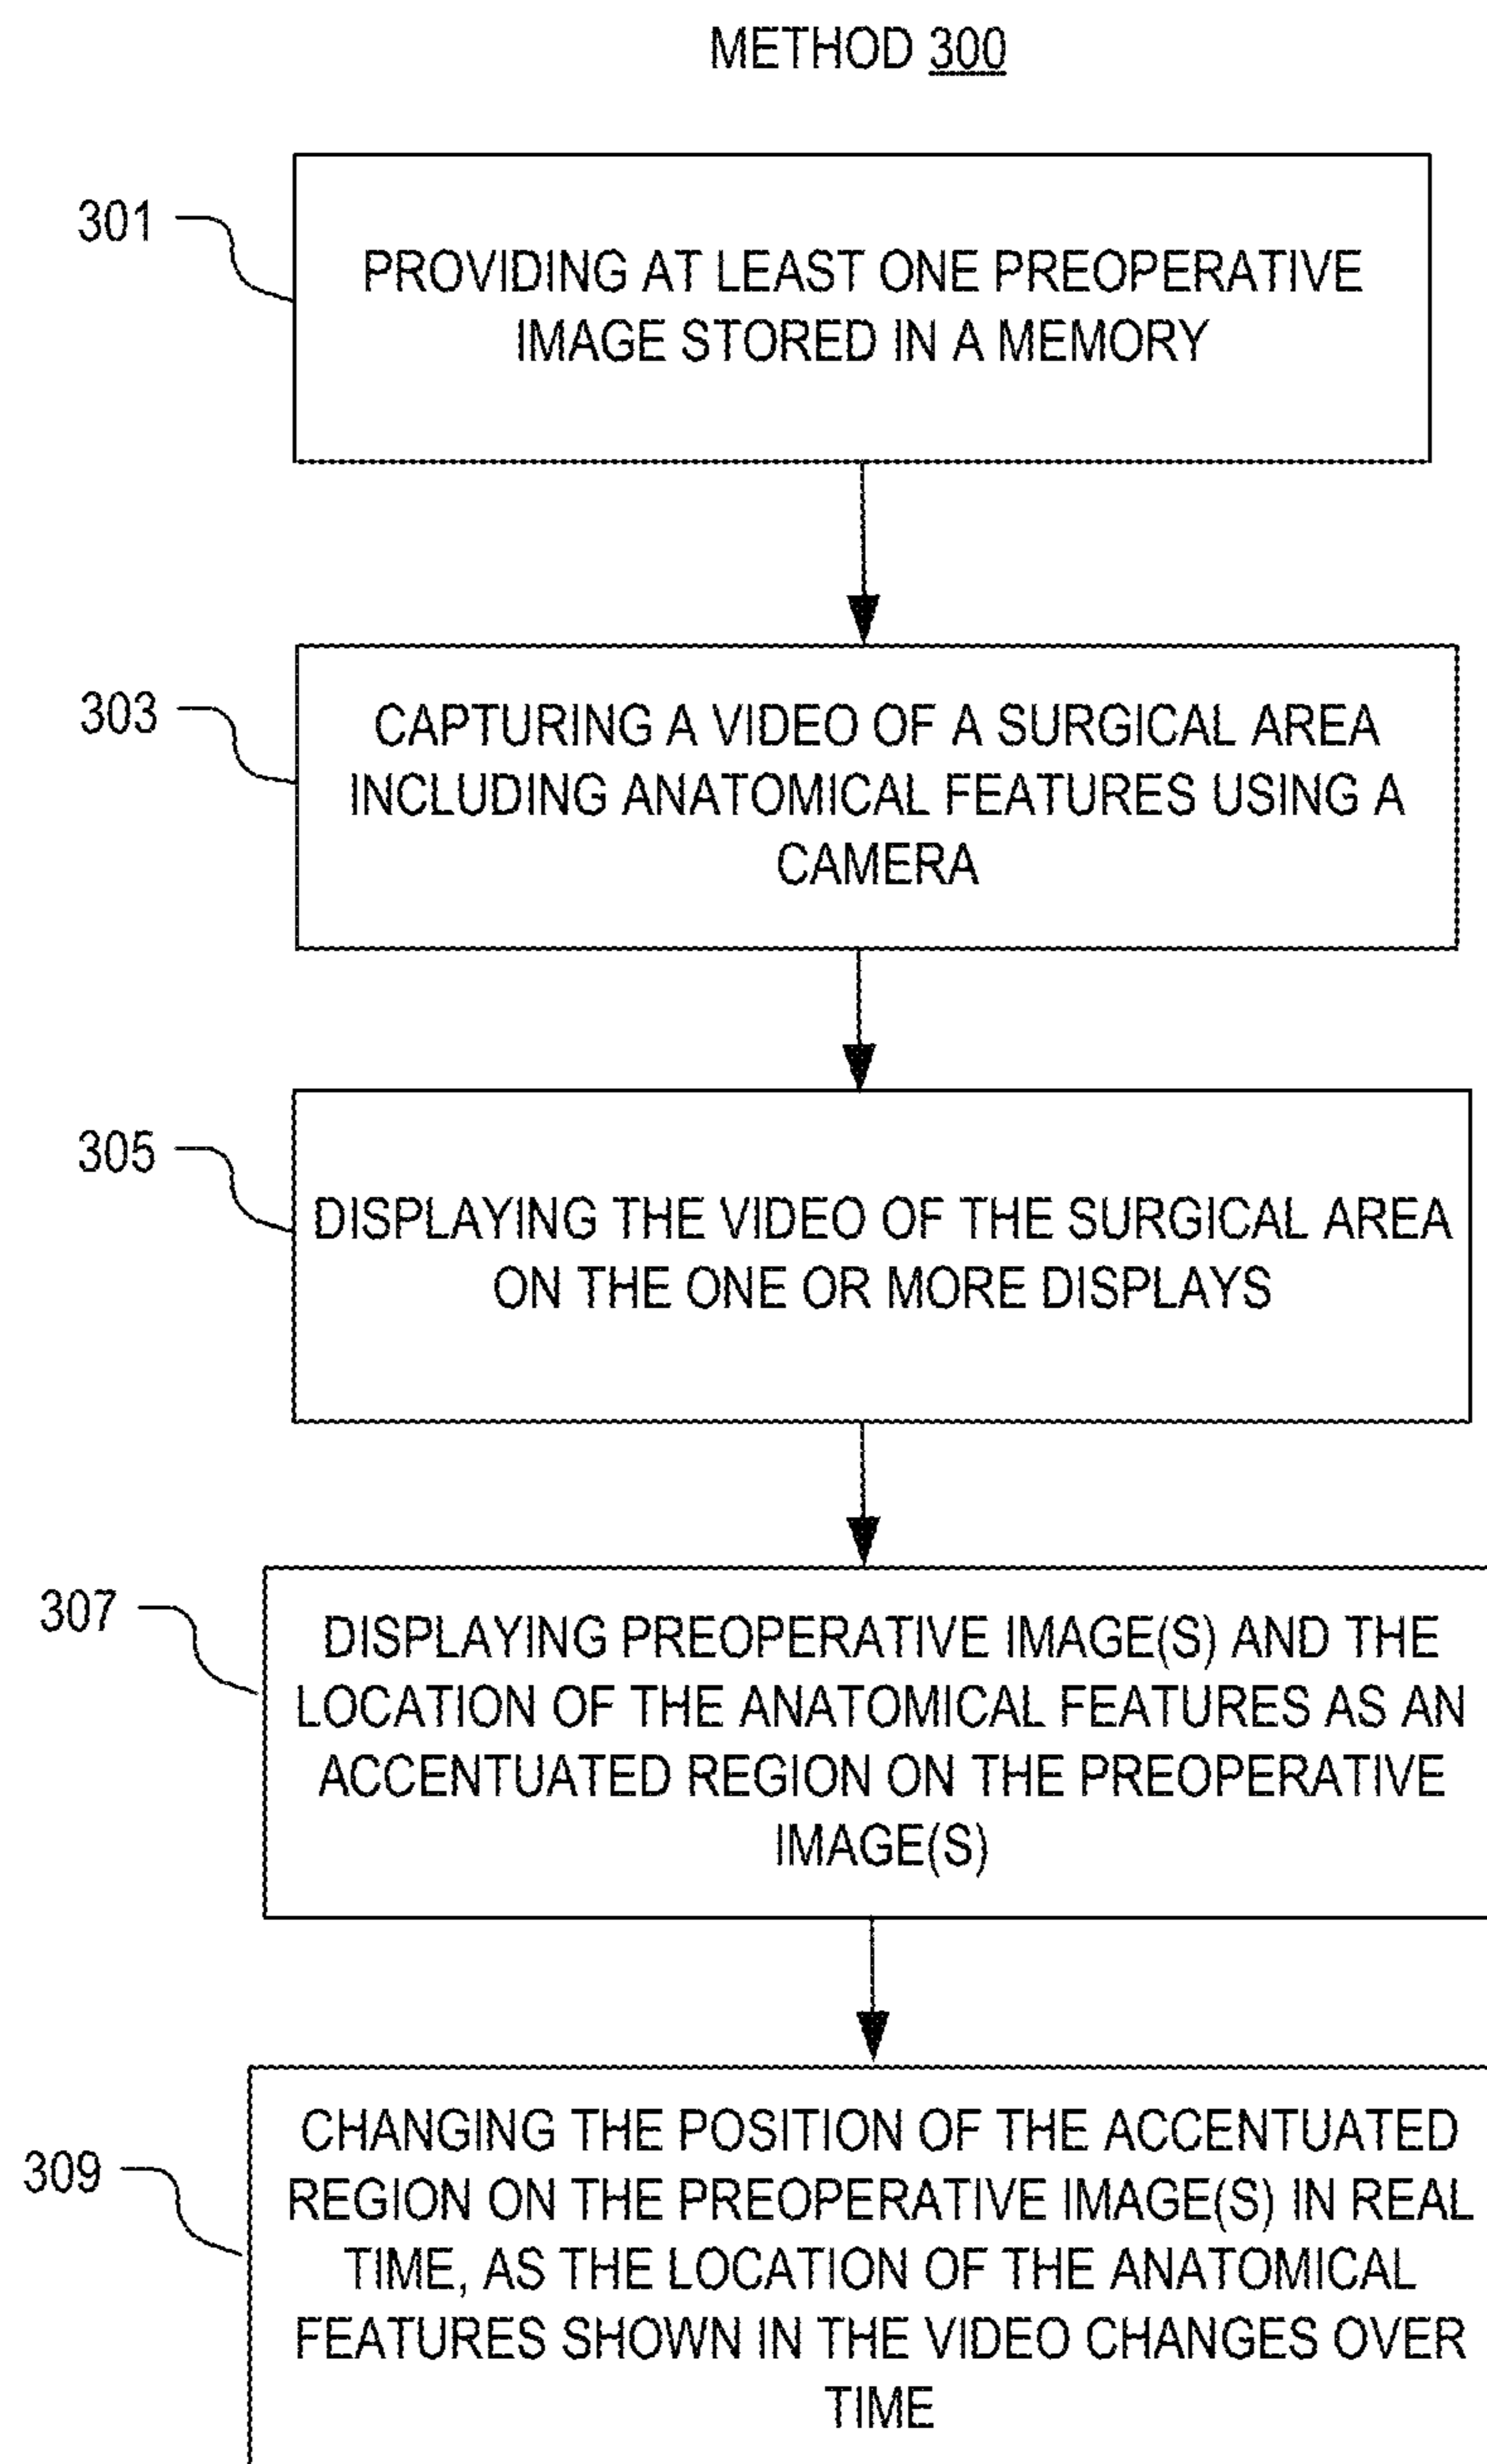 METHOD 300
301
PROVIDING AT LEAST ONE PREOPERATIVE
IMAGE STORED IN A MEMORY
303
CAPTURING A VIDEO OF A SURGICAL AREA
INCLUDING ANATOMICAL FEATURES USING A
CAMERA
305
DISPLAYING THE VIDEO OF THE SURGICAL AREA
ON THE ONE OR MORE DISPLAYS
307
DISPLAYING PREOPERATIVE IMAGE(S) AND THE
LOCATION OF THE ANATOMICAL FEATURES AS AN
ACCENTUATED REGION ON THE PREOPERATIVE
IMAGE(S)
309
CHANGING THE POSITION OF THE ACCENTUATED
REGION ON THE PREOPERATIVE IMAGE(S) IN REAL
TIME, AS THE LOCATION OF THE ANATOMICAL
FEATURES SHOWN IN THE VIDEO CHANGES OVER
TIME